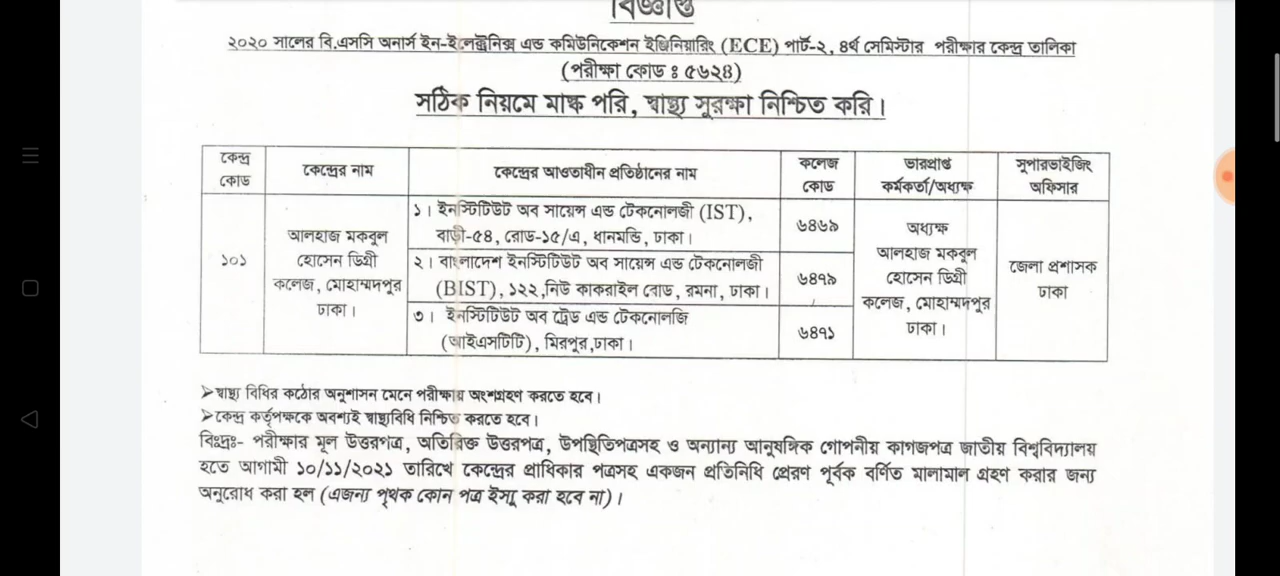 বিজ্ঞপ্তি
২০২০ সালের বি.এসসি অনার্স ইন-ইলেক্ট্রনিক্স এন্ড কমিউনিকেশন ইঞ্জিনিয়ারিং (ECE) পার্ট-২, ৪র্থ সেমিস্টার পরীক্ষার কেন্দ্র তালিকা
(পরীক্ষা কোড ঃ ৫৬২৪)
সঠিক নিয়মে মাস্ক পরি, স্বাস্থ্য সুরক্ষা নিশ্চিত করি।
কেন্দ্র কোড
কেন্দ্রের নাম
কেন্দ্রের আওতাধীন প্রতিষ্ঠানের নাম
কলেজ কোড
ভারপ্রাপ্ত কর্মকর্তা/অধ্যক্ষ
সুপারভাইজিং অফিসার
১০১
আলহাজ মকবুল
হোসেন ডিগ্রী
কলেজ, মোহাম্মদপুর
ঢাকা।
১। ইনস্টিটিউট অব সায়েন্স এন্ড টেকনোলজী (IST),
বাড়ী-৫৪, রোড-১৫/এ, ধানমন্ডি, ঢাকা।
৬৪৬৯
২। বাংলাদেশ ইনস্টিটিউট অব সায়েন্স এন্ড টেকনোলজী
(BIST), ১২২,নিউ কাকরাইল রোড, রমনা, ঢাকা।
৬৪৭৯
৩। ইনস্টিটিউট অব ট্রেড এন্ড টেকনোলজি
(আইএসটিটি), মিরপুর,ঢাকা।
৬৪৭১
অধ্যক্ষ
আলহাজ মকবুল
হোসেন ডিগ্রী
কলেজ, মোহাম্মদপুর
ঢাকা।
জেলা প্রশাসক
ঢাকা
➢স্বাস্থ্য বিধির কঠোর অনুশাসন মেনে পরীক্ষায় অংশগ্রহণ করতে হবে।
➢কেন্দ্র কর্তৃপক্ষকে অবশ্যই স্বাস্থ্যবিধি নিশ্চিত করতে হবে।
বিঃদ্রঃ- পরীক্ষার মূল উত্তরপত্র, অতিরিক্ত উত্তরপত্র, উপস্থিতিপত্রসহ ও অন্যান্য আনুষঙ্গিক গোপনীয় কাগজপত্র জাতীয় বিশ্ববিদ্যালয়
হতে আগামী ১০/১১/২০২১ তারিখে কেন্দ্রের প্রাধিকার পত্রসহ একজন প্রতিনিধি প্রেরণ পূর্বক বর্ণিত মালামাল গ্রহণ করার জন্য
অনুরোধ করা হল (এজন্য পৃথক কোন পত্র ইস্যু করা হবে না)।